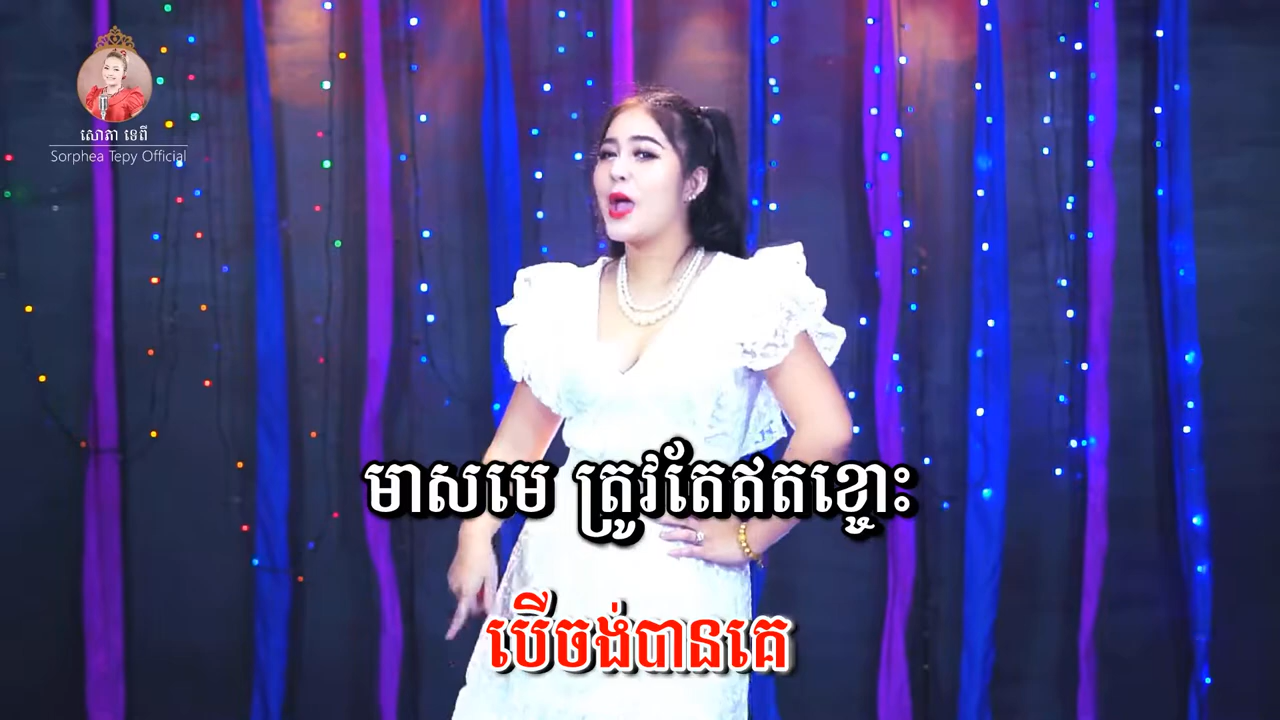 សោភា ទេពី
Sorphea Tepy Official
មាសមេ ត្រូវតែឥតខ្ចោះ
បើចង់បានគេ